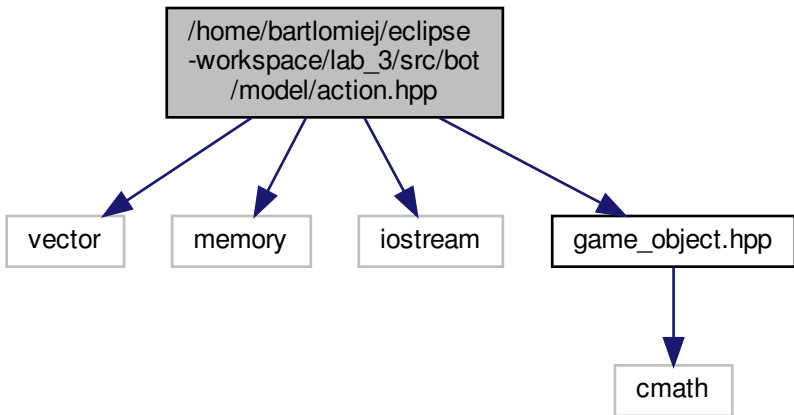 /home/bartlomiej/eclipse
-workspace/lab_3/src/bot
/model/action.hpp
vector
memory
iostream
game_object.hpp
cmath